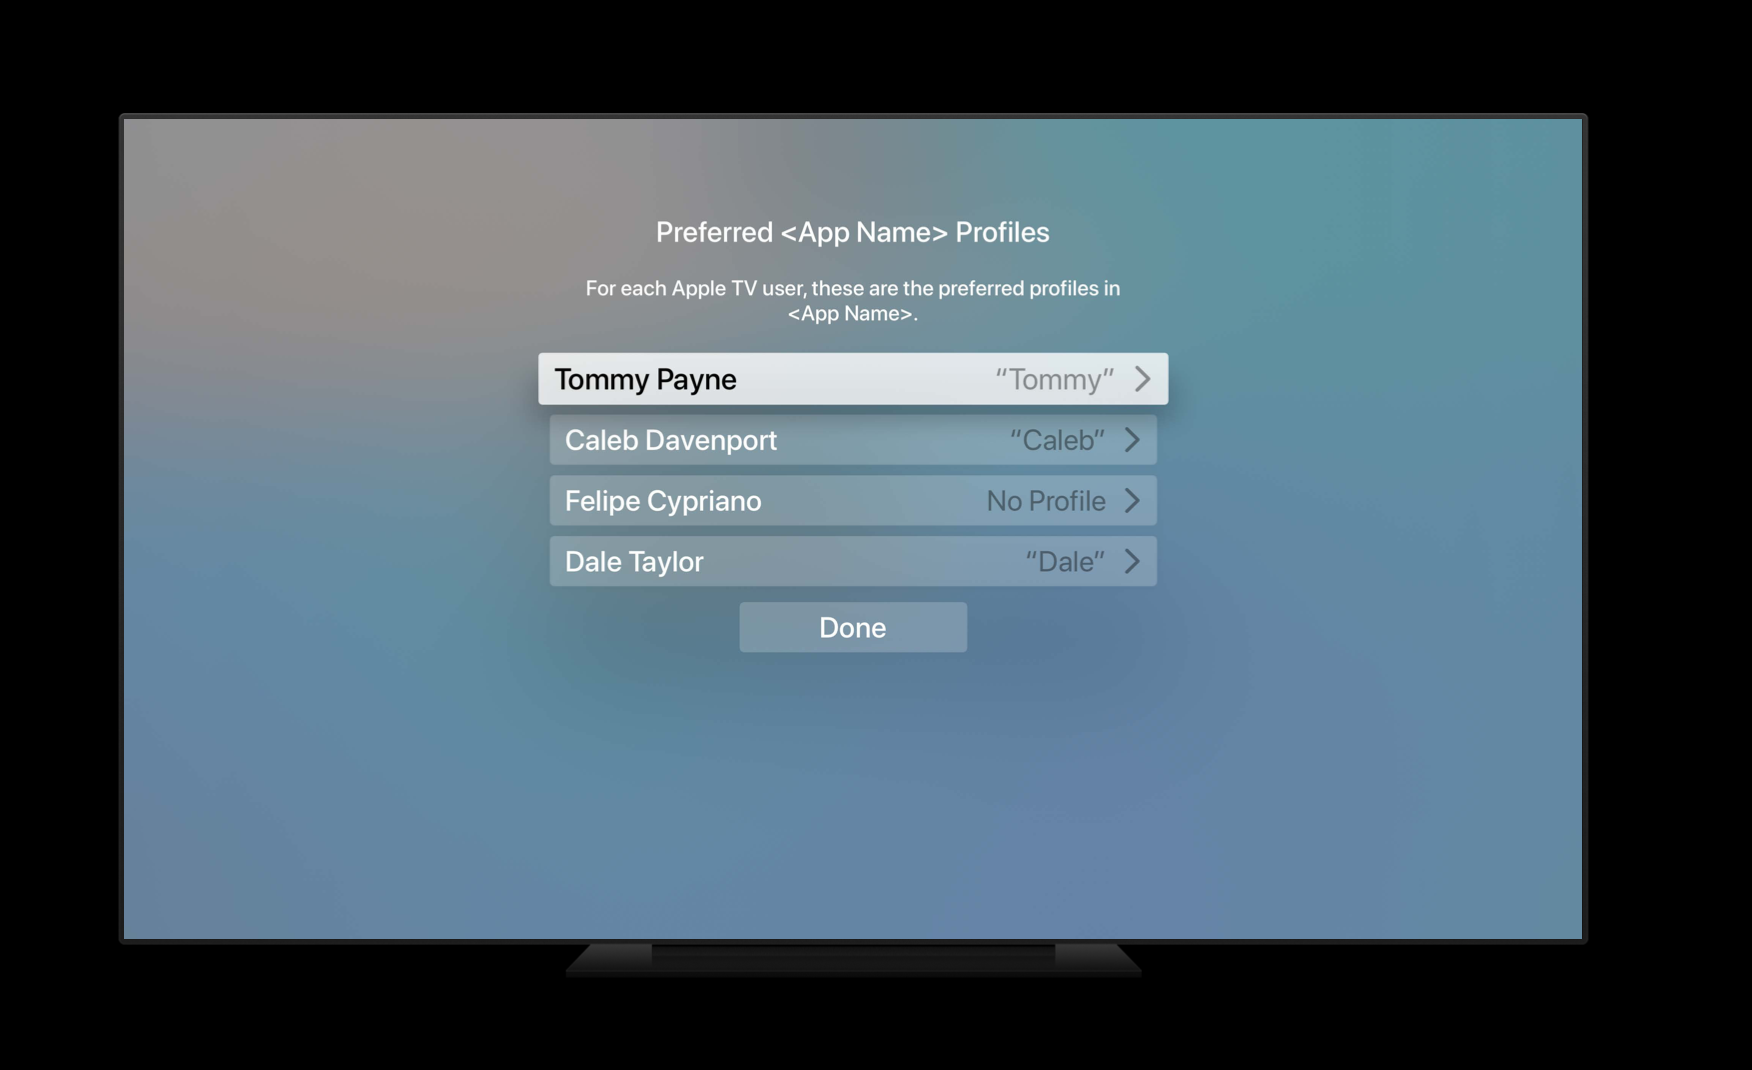 Preferred <App Name> Profiles
For each Apple TV user, these are the preferred profiles in
<App Name>.
Tommy Payne “Tommy”
Caleb Davenport “Caleb”
Felipe Cypriano No Profile
Dale Taylor “Dale”
Done